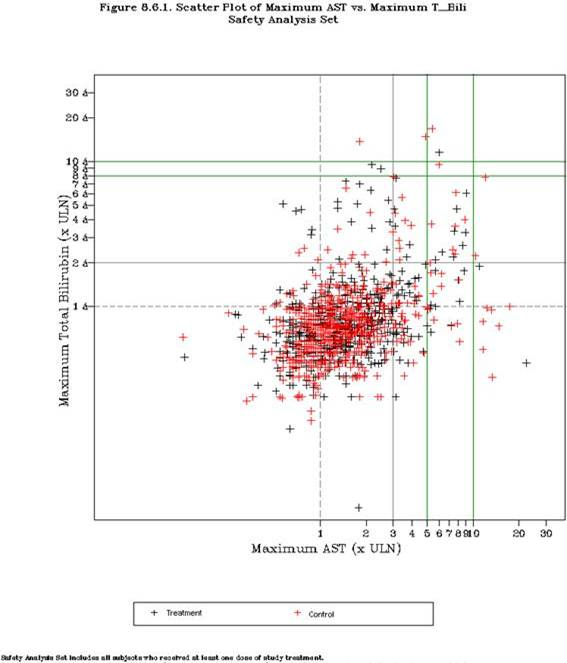 Figure 8.6.1. Scatter Plot of Maximum AST vs. Maximum T_Bili
Safety Analysis Set
Maximum Total Bilirubin (x ULN)
30
20
10
9
8
7
6
5
4
3
2
1
1 2 3 4 5 6 7 8 9 10 20 30
Maximum AST (x ULN)
Treatment
Control
Safety Analysis Set includes all subjects who received at least one dose of study treatment.